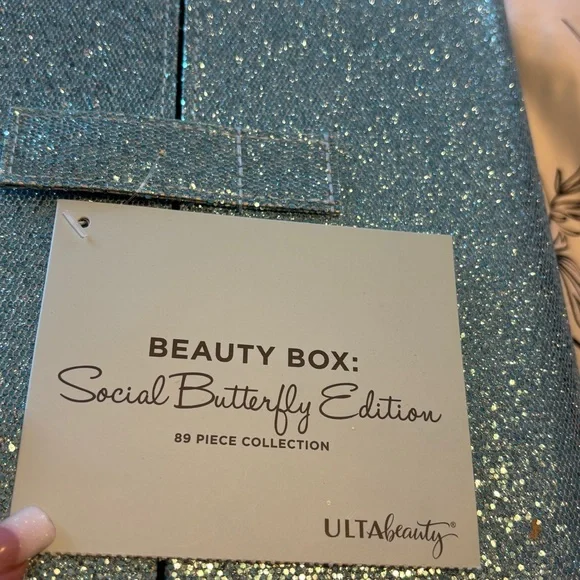 BEAUTY BOX:
Social Butterfly Edition
89 PIECE COLLECTION
ULTAbeauty®